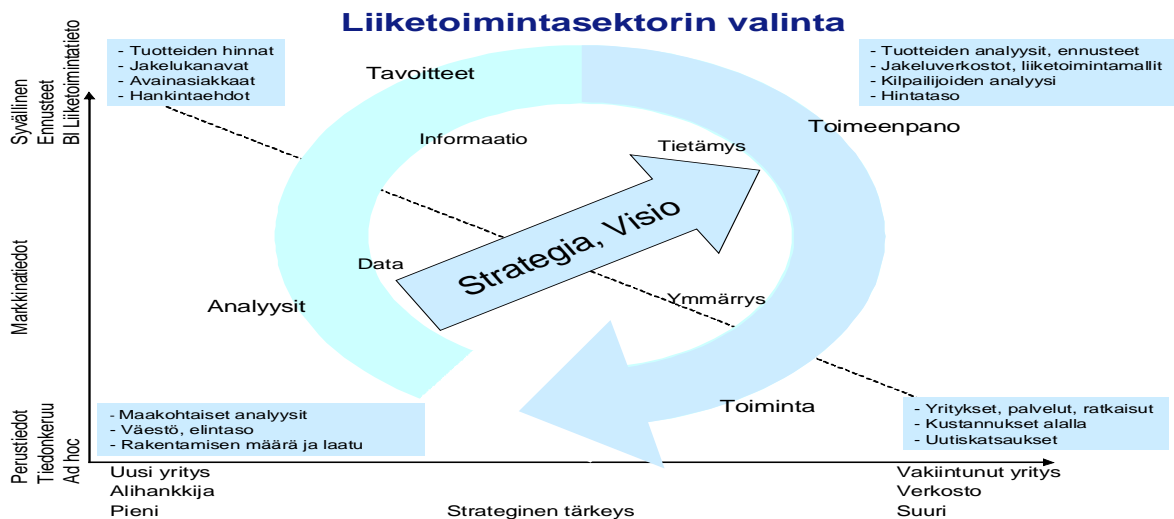 Liiketoimintasektorin valinta
- Tuotteiden hinnat
- Jakelukanavat
- Avainasiakkaat
- Hankintaehdot
- Tuotteiden analyysit, ennusteet
- Jakeluverkostot, liiketoimintamallit
- Kilpailijoiden analyysi
- Hintataso
Syvällinen
Ennusteet
BI Liiketoimintatieto
Tavoitteet
Toimeenpano
Informaatio
Tietämys
Strategia, Visio
Markkinatiedot
Data
Analyysit
Ymmärrys
Toiminta
- Maakohtaiset analyysit
- Väestö, elintaso
- Rakentamisen määrä ja laatu
- Yritykset, palvelut, ratkaisut
- Kustannukset alalla
- Uutiskatsaukset
Perustiedot
Tiedonkeruu
Ad hoc
Uusi yritys
Alihankkija
Pieni
Strateginen tärkeys
Vakiintunut yritys
Verkosto
Suuri